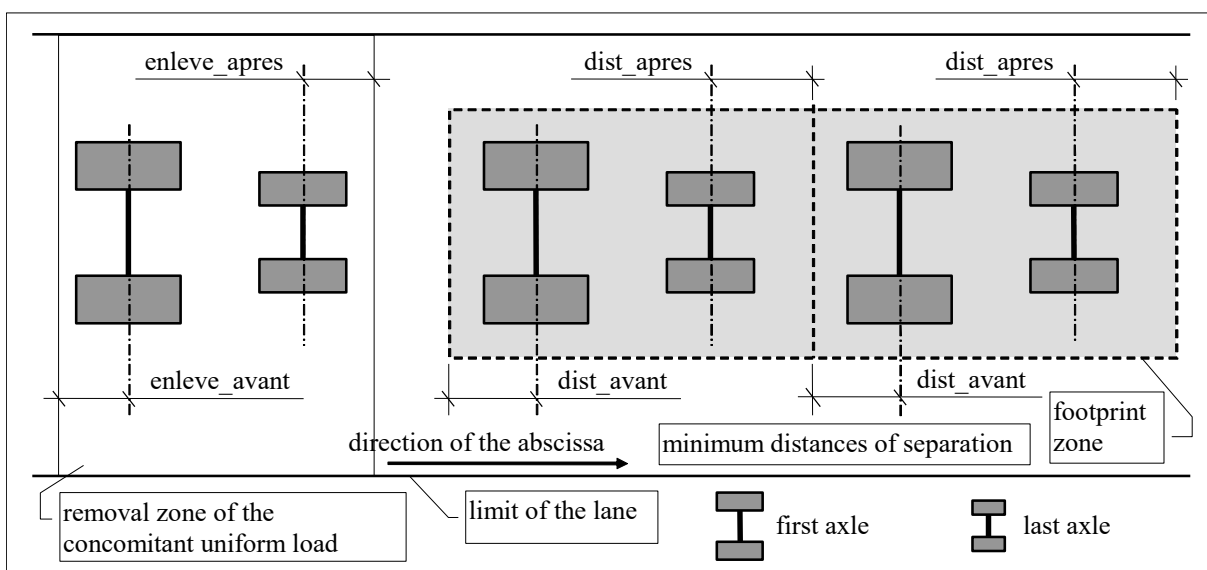 enleve_apres
dist_apres
dist_apres
enleve_avant
dist_avant
dist_avant
footprint
zone
direction of the abscissa
minimum distances of separation
removal zone of the
concomitant uniform load
limit of the lane
first axle
last axle